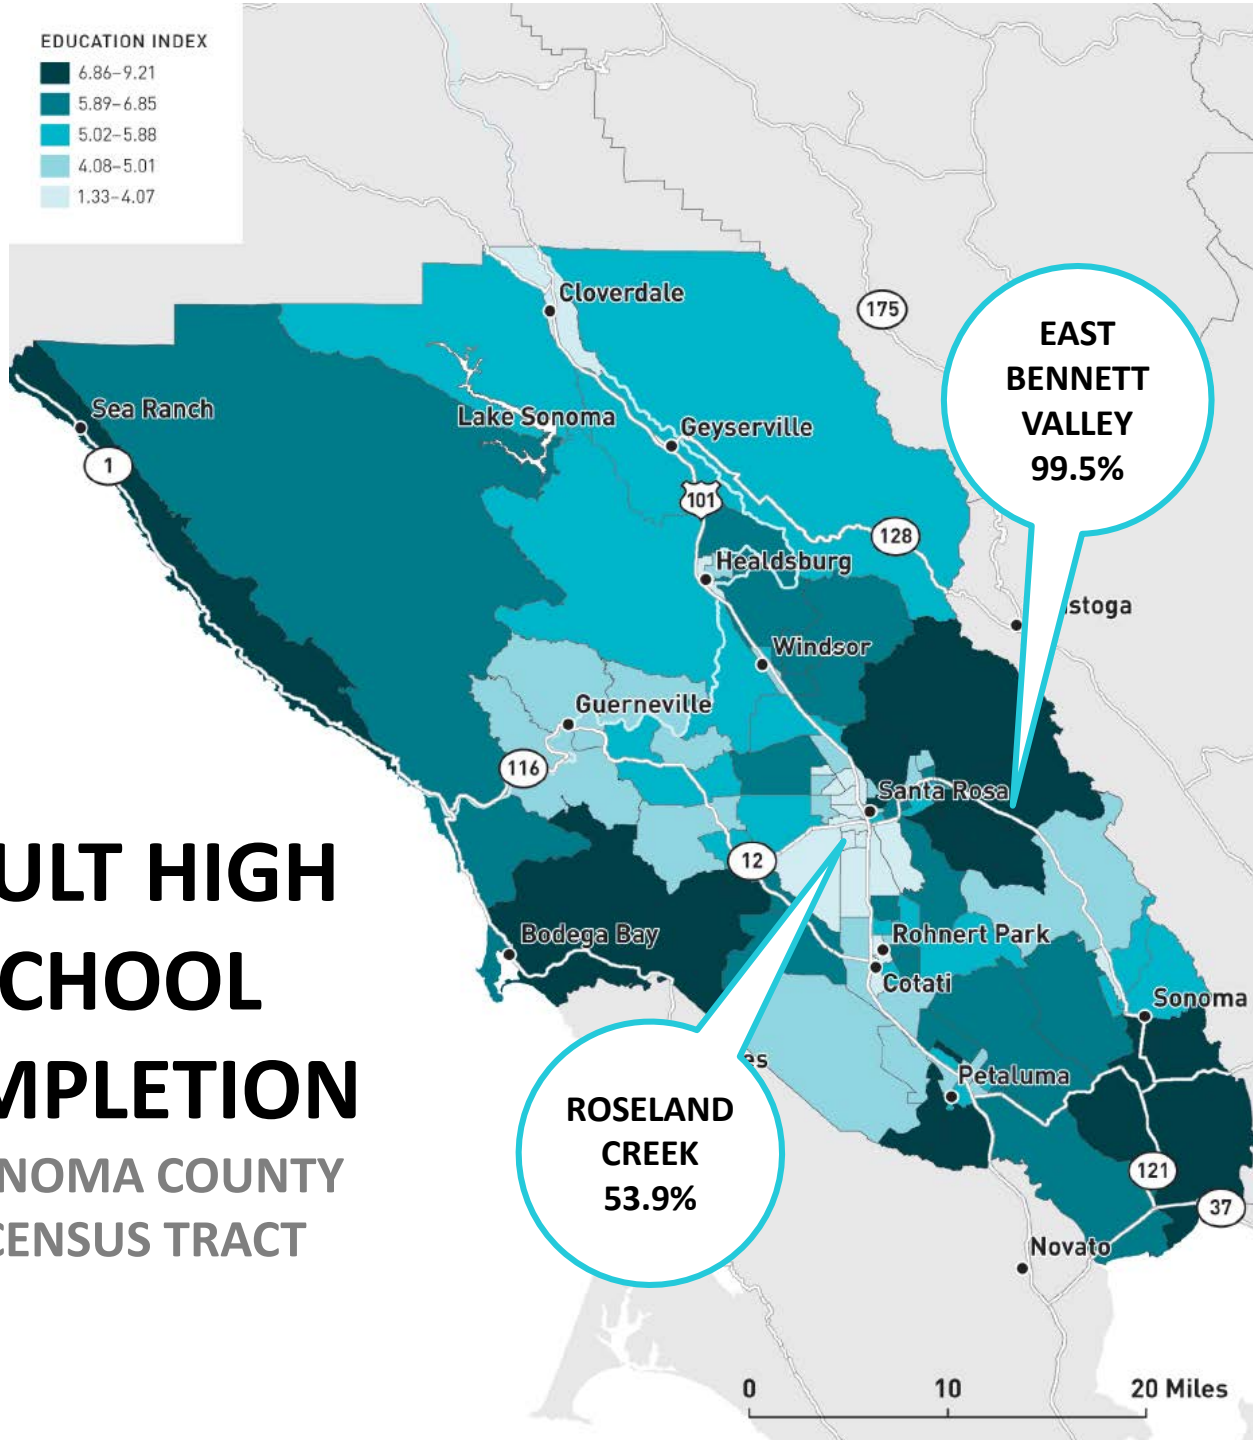 EDUCATION INDEX
6.86–9.21
5.89–6.85
5.02–5.88
4.08–5.01
1.33–4.07
Cloverdale
175
EAST
BENNETT
VALLEY
99.5%
Sea Ranch
Lake Sonoma
Geyserville
1
101
128
Healdsburg
stoga
Windsor
Guerneville
116
Santa Rosa
12
ULT HIGH
CHOOL
MPLETION
NOMA COUNTY
CENSUS TRACT
Bodega Bay
Rohnert Park
Cotati
Sonoma
es
Petaluma
ROSELAND
CREEK
53.9%
121
37
Novato
0 10 20 Miles